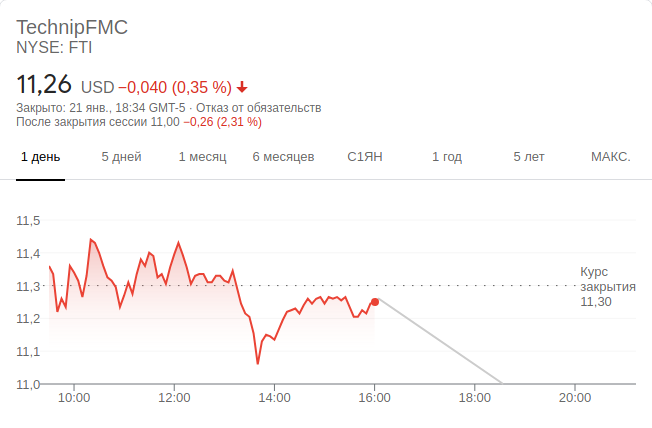 TechnipFMC
NYSE: FTI
11,26 USD −0,040 (0,35 %)
Закрыто: 21 янв., 18:34 GMT-5 · Отказ от обязательств
После закрытия сессии 11,00 −0,26 (2,31 %)
1 день 5 дней 1 месяц 6 месяцев С1ЯН 1 год 5 лет МАКС.
11,5
11,4
11,3
11,2
11,1
11,0
Курс
закрытия
11,30
10:00 12:00 14:00 16:00 18:00 20:00